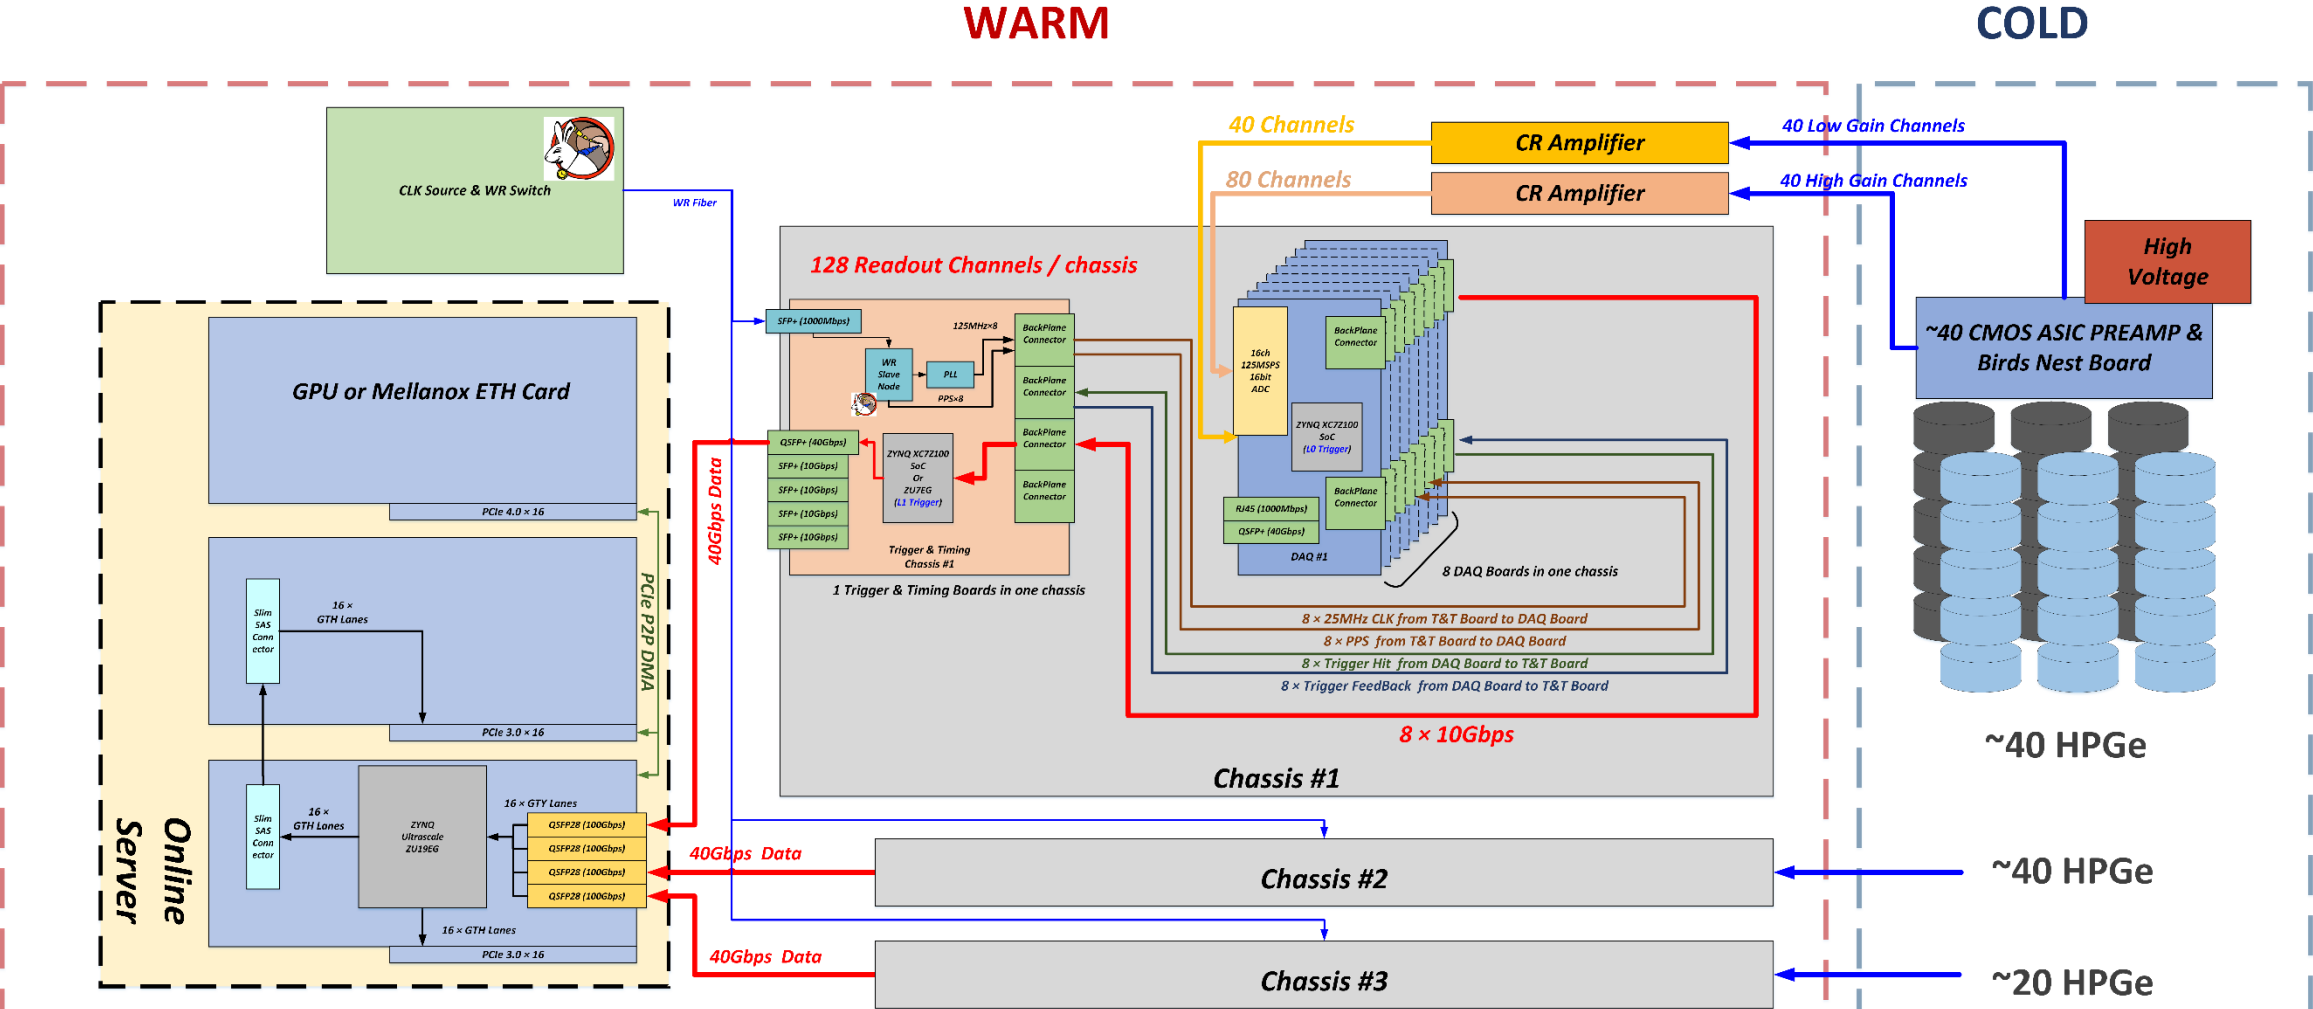 WARM
COLD
CLK Source & WR Switch
WR Fiber
40 Channels
80 Channels
CR Amplifier
CR Amplifier
40 Low Gain Channels
40 High Gain Channels
High
Voltage
~40 CMOS ASIC PREAMP &
Birds Nest Board
~40 HPGe
~40 HPGe
~20 HPGe
128 Readout Channels / chassis
SFP+ (1000Mbps)
WR
Slave
Node
PLL
125MHz×8
PPS×8
BackPlane
Connector
BackPlane
Connector
BackPlane
Connector
BackPlane
Connector
QSFP+ (40Gbps)
SFP+ (10Gbps)
SFP+ (10Gbps)
SFP+ (10Gbps)
SFP+ (10Gbps)
ZYNQ XC7Z100
SoC
Or
ZU7EG
(L1 Trigger)
Trigger & Timing
Chassis #1
1 Trigger & Timing Boards in one chassis
16ch
125MSPS
16bit
ADC
BackPlane
Connector
ZYNQ XC7Z100
SoC
(L0 Trigger)
BackPlane
Connector
RJ45 (1000Mbps)
QSFP+ (40Gbps)
DAQ #1
8 DAQ Boards in one chassis
8 × 25MHz CLK from T&T Board to DAQ Board
8 × PPS from T&T Board to DAQ Board
8 × Trigger Hit from DAQ Board to T&T Board
8 × Trigger FeedBack from DAQ Board to T&T Board
8 × 10Gbps
Chassis #1
Chassis #2
Chassis #3
40Gbps Data
40Gbps Data
40Gbps Data
GPU or Mellanox ETH Card
PCIe 4.0 × 16
PCIe P2P DMA
Slim
SAS
Conn
ector
16 ×
GTH Lanes
PCIe 3.0 × 16
Slim
SAS
Conn
ector
16 ×
GTH Lanes
ZYNQ
Ultrascale
ZU19EG
16 × GTY Lanes
QSFP28 (100Gbps)
QSFP28 (100Gbps)
QSFP28 (100Gbps)
QSFP28 (100Gbps)
16 × GTH Lanes
PCIe 3.0 × 16
Online
Server